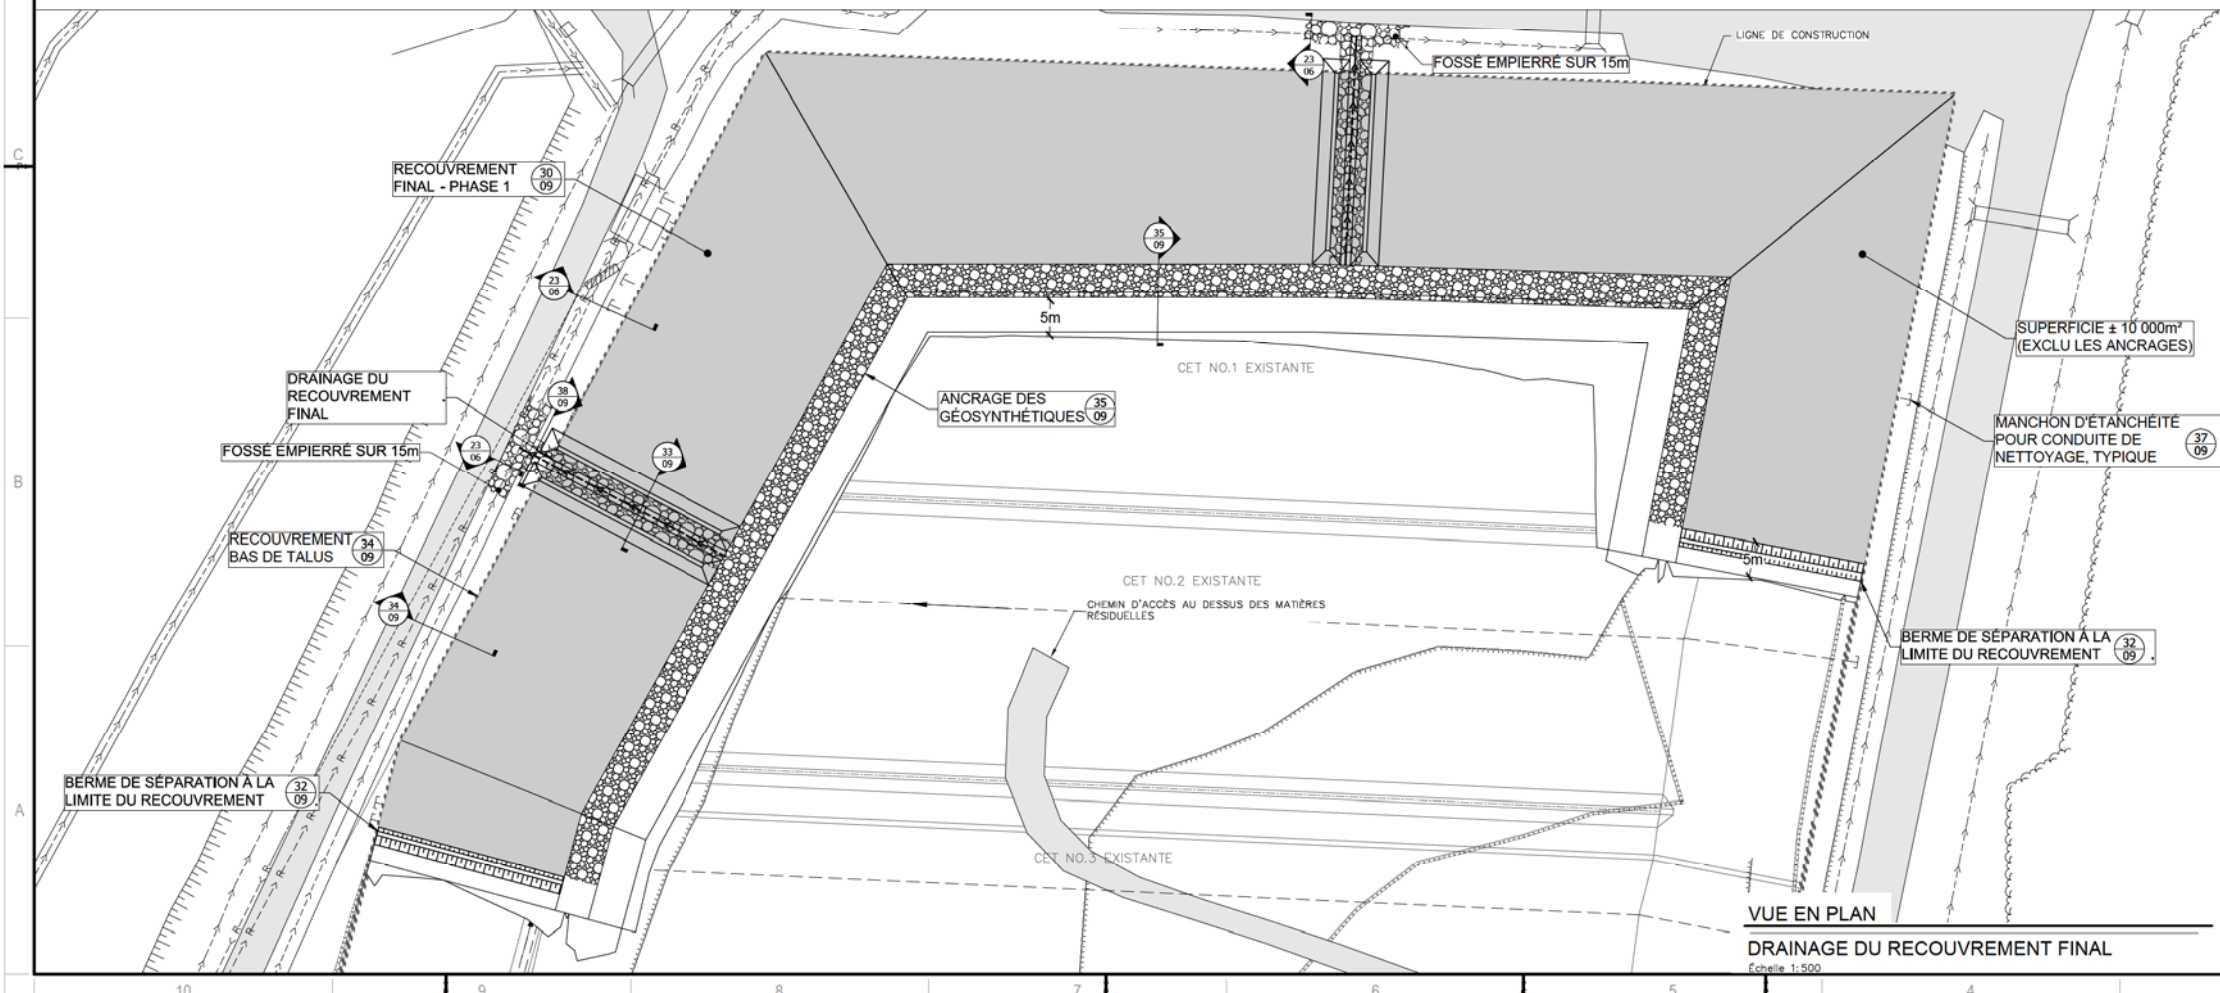 LIGNE DE CONSTRUCTION
23
06
FOSSÉ EMPIERRÉ SUR 15m
C
RECOUVREMENT
FINAL - PHASE 1
30
09
35
09
23
06
5m
SUPERFICIE ± 10 000m²
(EXCLU LES ANCRAGES)
CET NO.1 EXISTANTE
DRAINAGE DU
RECOUVREMENT
FINAL
38
09
ANCRAGE DES
GÉOSYNTHÉTIQUES
35
09
MANCHON D'ÉTANCHÉITÉ
POUR CONDUITE DE
NETTOYAGE, TYPIQUE
37
09
FOSSÉ EMPIERRÉ SUR 15m
23
06
33
09
B
RECOUVREMENT
BAS DE TALUS
34
09
5m
CET NO.2 EXISTANTE
34
09
CHEMIN D'ACCÈS AU DESSUS DES MATIÈRES
RÉSIDUELLES
BERME DE SÉPARATION À LA
LIMITE DU RECOUVREMENT
32
09
BERME DE SÉPARATION À LA
LIMITE DU RECOUVREMENT
32
09
A
CET NO.3 EXISTANTE
VUE EN PLAN
DRAINAGE DU RECOUVREMENT FINAL
Échelle 1:500
10
9
8
7
6
5
4